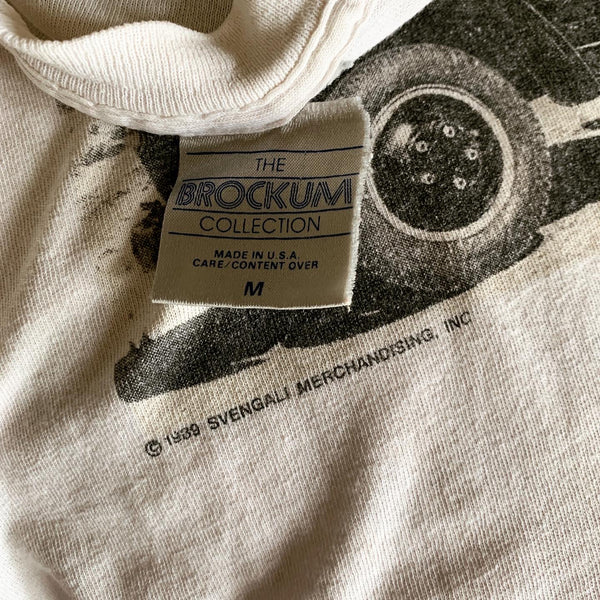 THE
BROCKUM
COLLECTION
MADE IN U.S.A.
CARE/CONTENT OVER
M
© 1989 SVENGALI MERCHANDISING, INC